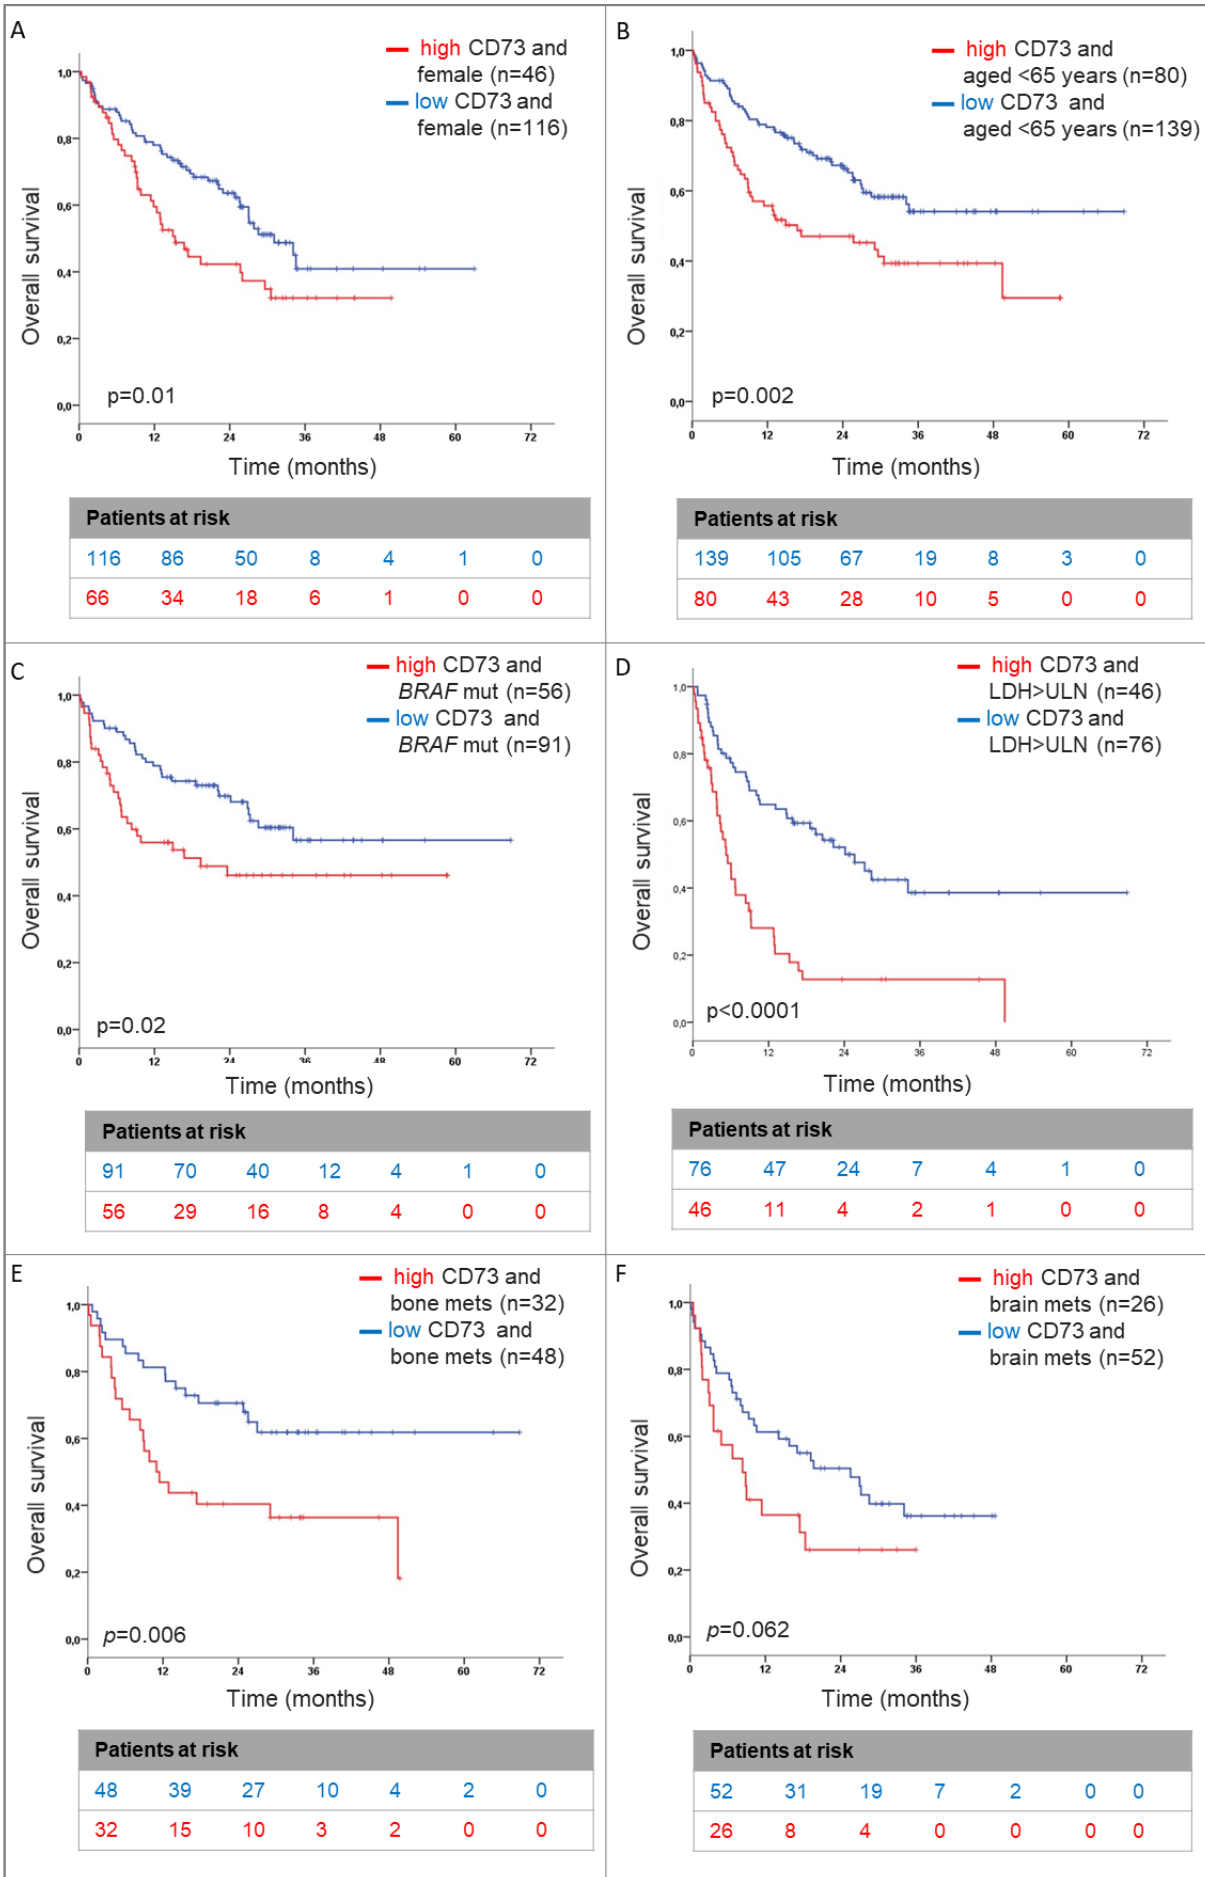 A
high CD73 and
female (n=46)
low CD73 and
female (n=116)
Overall survival
1,0
0,8
0,6
0,4
0,2
0,0
p=0.01
0 12 24 36 48 60 72
Time (months)
Patients at risk
116 86 50 8 4 1 0
66 34 18 6 1 0 0
B
high CD73 and
aged <65 years (n=80)
low CD73 and
aged <65 years (n=139)
Overall survival
1,0
0,8
0,6
0,4
0,2
0,0
p=0.002
0 12 24 36 48 60 72
Time (months)
Patients at risk
139 105 67 19 8 3 0
80 43 28 10 5 0 0
C
high CD73 and
BRAF mut (n=56)
low CD73 and
BRAF mut (n=91)
Overall survival
1,0
0,8
0,6
0,4
0,2
0,0
p=0.02
0 12 24 36 48 60 72
Time (months)
Patients at risk
91 70 40 12 4 1 0
56 29 16 8 4 0 0
D
high CD73 and
LDH>ULN (n=46)
low CD73 and
LDH>ULN (n=76)
Overall survival
1,0
0,8
0,6
0,4
0,2
0,0
p<0.0001
0 12 24 36 48 60 72
Time (months)
Patients at risk
76 47 24 7 4 1 0
46 11 4 2 1 0 0
E
high CD73 and
bone mets (n=32)
low CD73 and
bone mets (n=48)
Overall survival
1,0
0,8
0,6
0,4
0,2
0,0
p=0.006
0 12 24 36 48 60 72
Time (months)
Patients at risk
48 39 27 10 4 2 0
32 15 10 3 2 0 0
F
high CD73 and
brain mets (n=26)
low CD73 and
brain mets (n=52)
Overall survival
1,0
0,8
0,6
0,4
0,2
0,0
p=0.062
0 12 24 36 48 60 72
Time (months)
Patients at risk
52 31 19 7 2 0 0
26 8 4 0 0 0 0